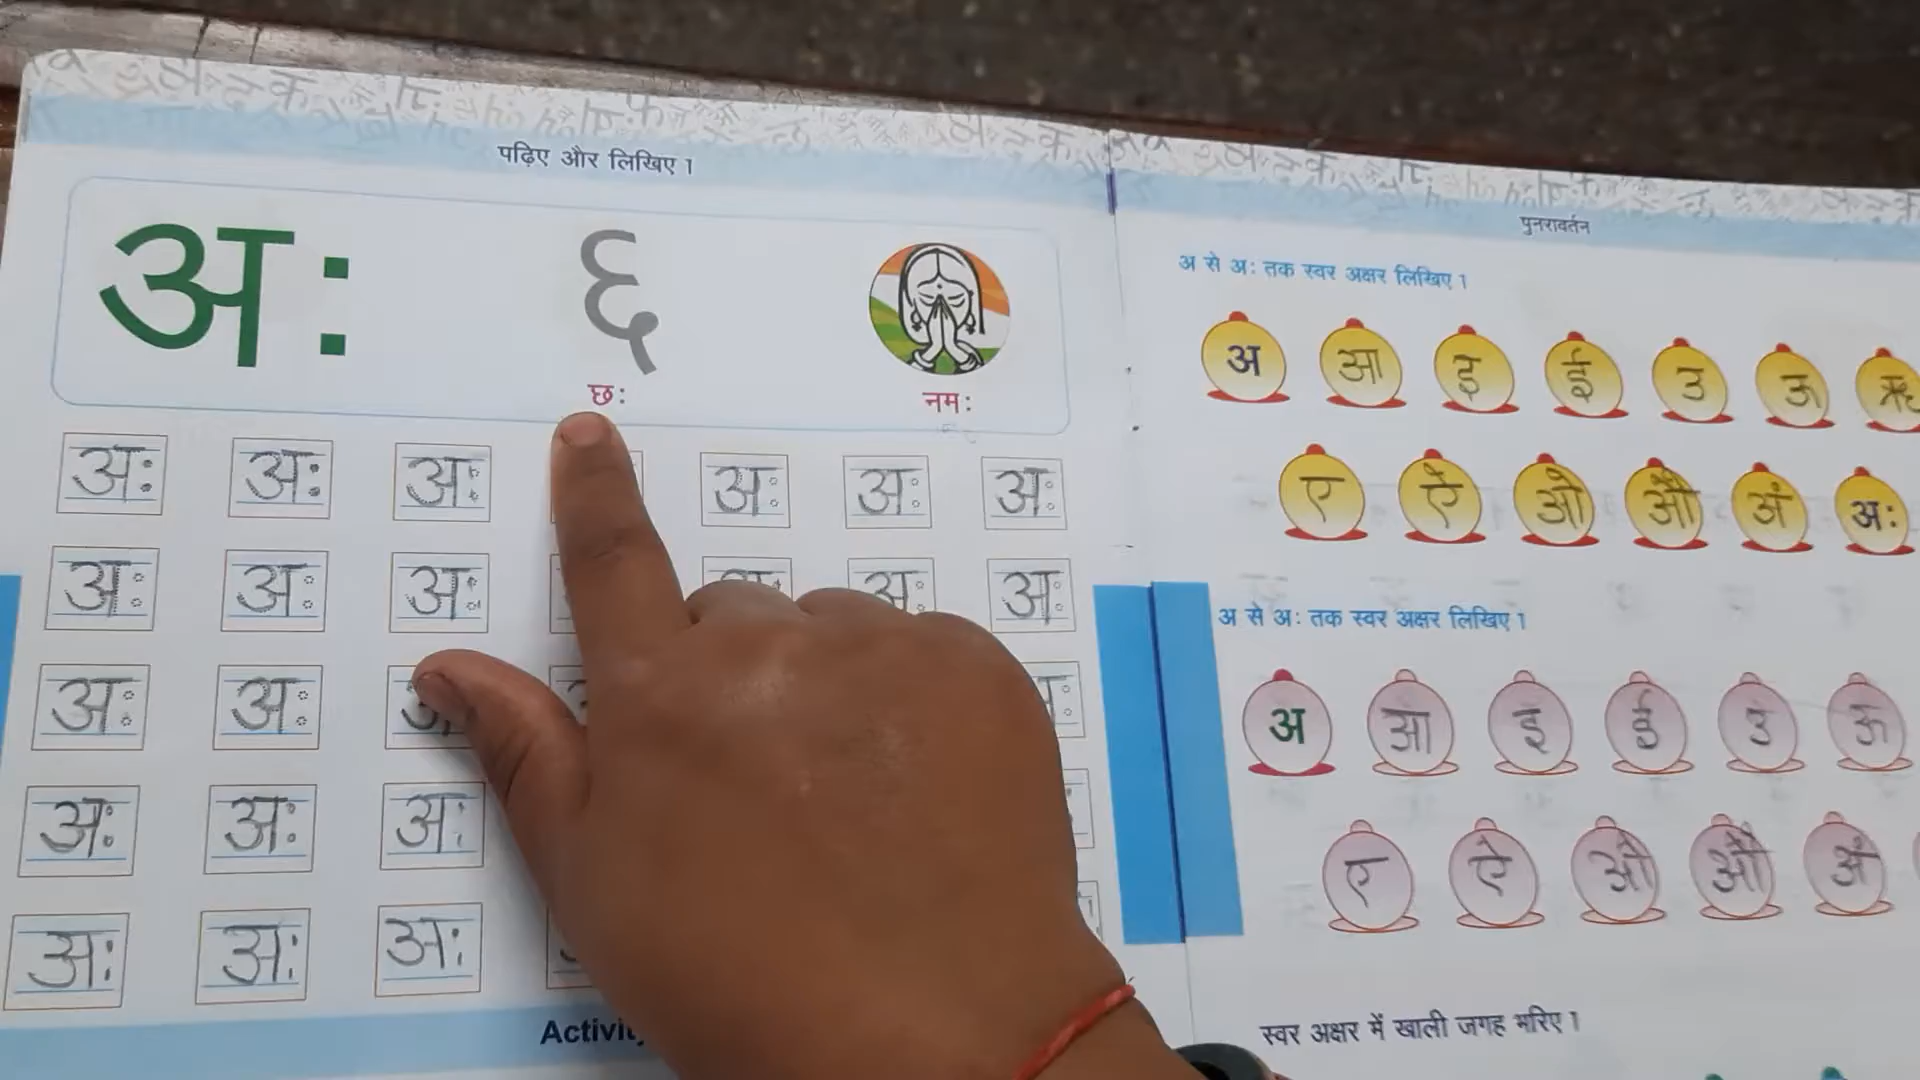 पढ़िए और लिखिए।
अः ६
छः नमः
अः अः अः अः अः अः
अः अः अः अः अः अः
अः अः
अः अः अः
अः अः अः
Activity
पुनरावर्तन
अ से अः तक स्वर अक्षर लिखिए।
अ आ इ ई उ ऊ ऋ
ए ऐ ओ औ अं अः
अ से अः तक स्वर अक्षर लिखिए।
अ आ इ ई उ ऊ
ए ऐ ओ औ अं
स्वर अक्षर में खाली जगह भरिए।